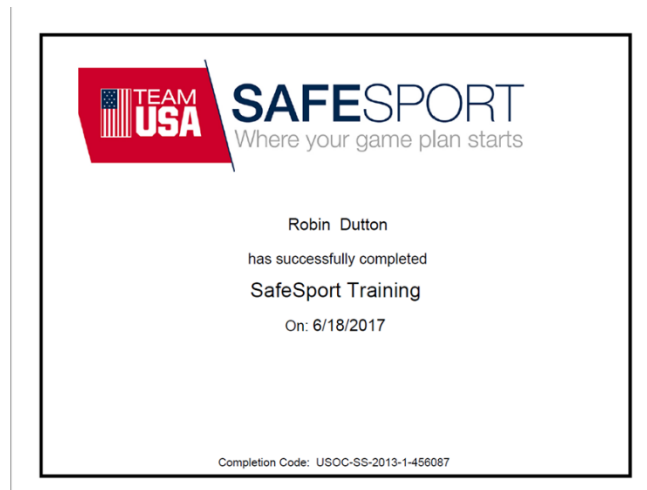 TEAM
USA
SAFESPORT
Where your game plan starts
Robin Dutton
has successfully completed
SafeSport Training
On: 6/18/2017
Completion Code: USOC-SS-2013-1-456087